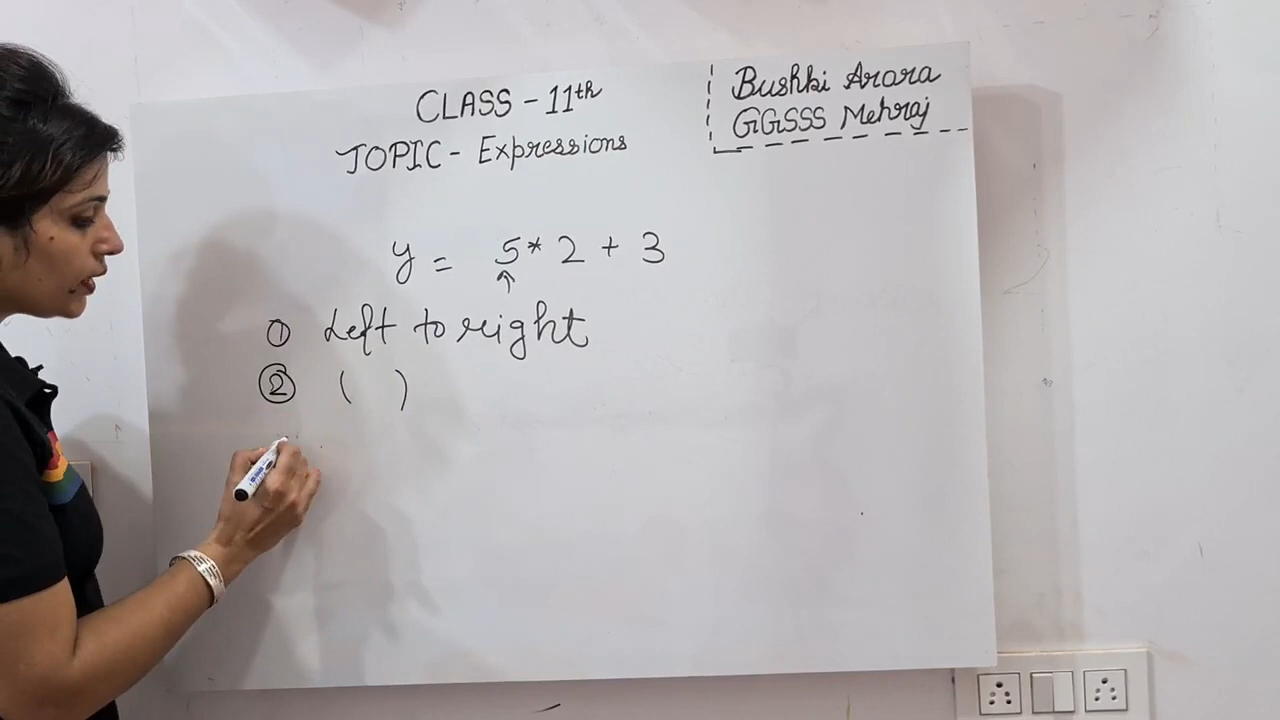 CLASS - 11th
TOPIC - Expressions
Bushki Arora
GGSSS Mehraj
y = 5 * 2 + 3
↑
① Left to right
② ( )